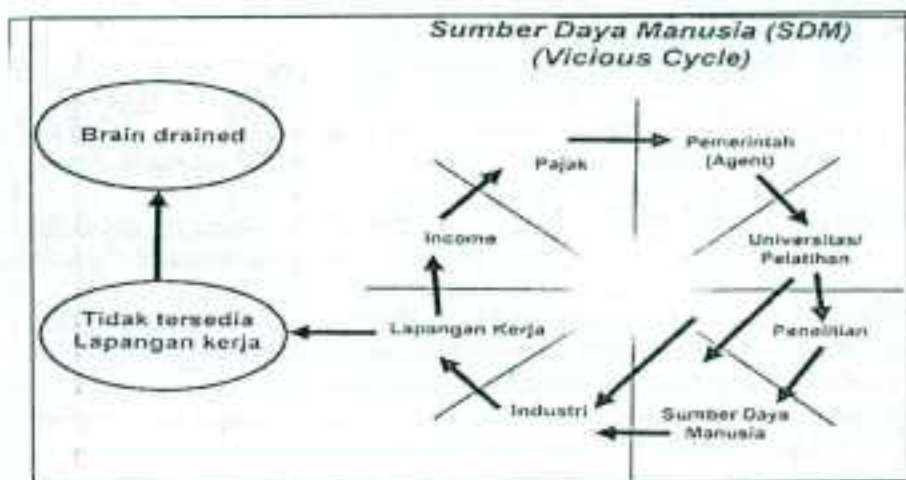 Sumber Daya Manusia (SDM)
(Vicious Cycle)
Brain drained
Pajak
Pemerintah
(Agent)
Income
Universitas/
Pelatihan
Tidak tersedia
Lapangan kerja
Lapangan Kerja
Penelitian
Industri
Sumber Daya
Manusia